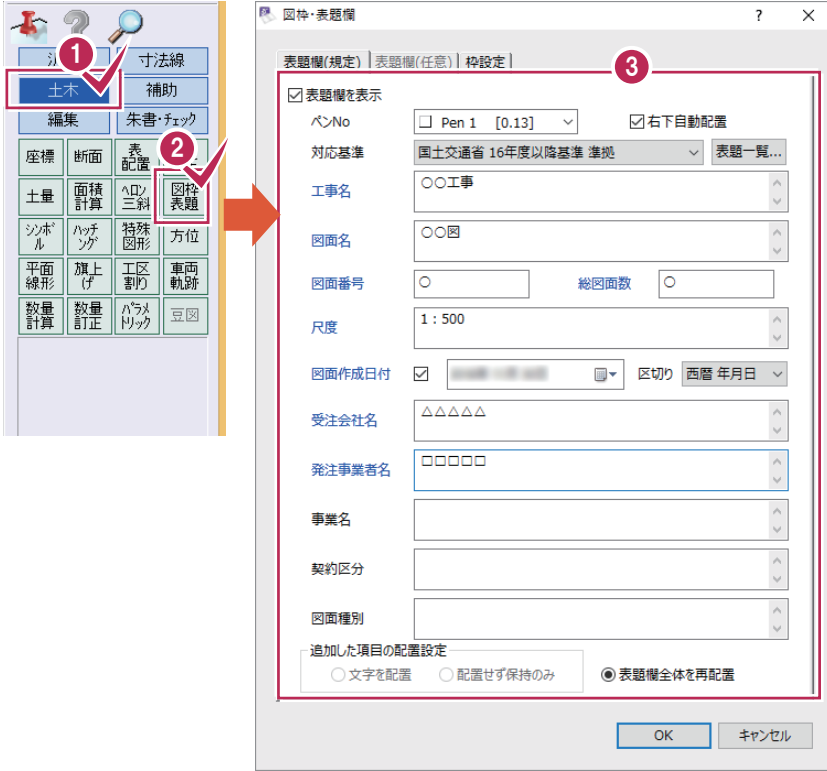 1
寸法線
土木
補助
編集
朱書・チェック
2
座標
断面
表
配置
土量
面積
計算
ヘロン
三斜
図枠
表題
シンボ
ル
ハッチ
ング
特殊
図形
方位
平面
線形
旗上
げ
工区
割り
車両
軌跡
数量
計算
数量
訂正
パラメ
トリック
豆図
図枠・表題欄
?
表題欄(規定)
表題欄(任意)
枠設定
3
表題欄を表示
ペンNo
Pen 1 [0.13]
右下自動配置
対応基準
国土交通省 16年度以降基準 準拠
表題一覧...
工事名
○○工事
図面名
○○図
図面番号
○
総図面数
○
尺度
1:500
図面作成日付
区切り
西暦 年月日
受注会社名
△△△△△
発注事業者名
□□□□□
事業名
契約区分
図面種別
追加した項目の配置設定
文字を配置
配置せず保持のみ
表題欄全体を再配置
OK
キャンセル